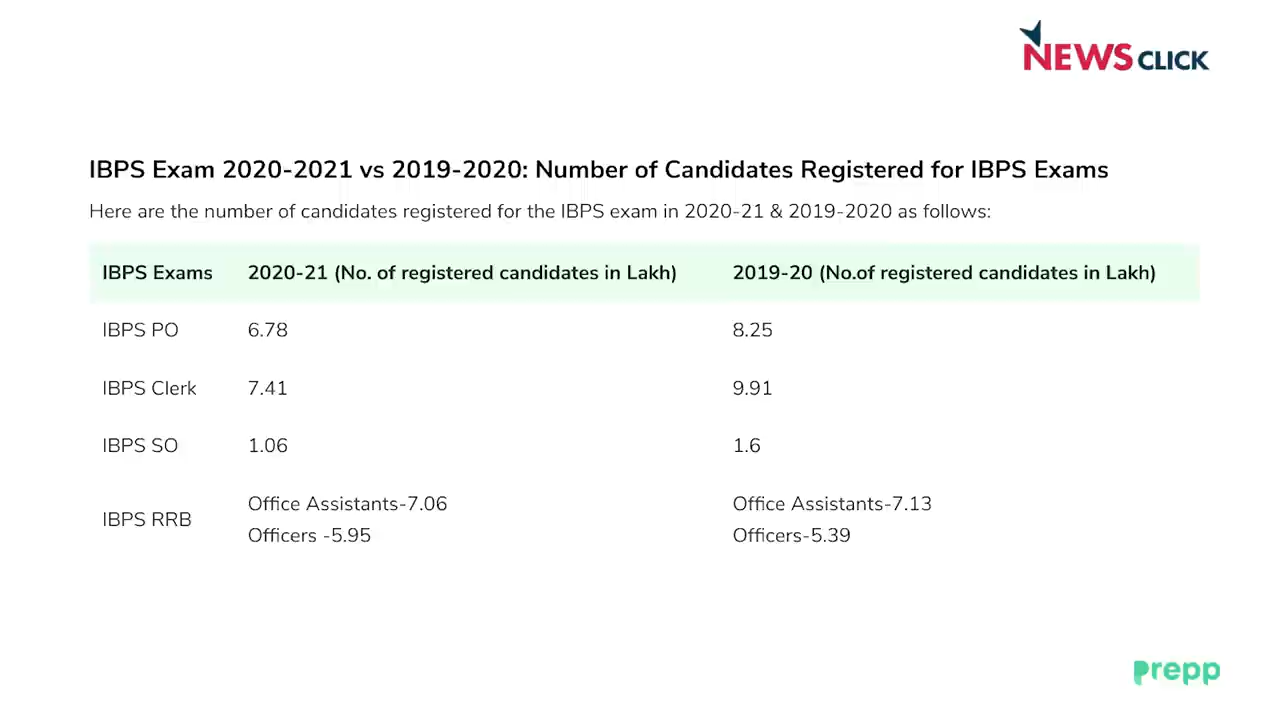 NEWSCLICK
IBPS Exam 2020-2021 vs 2019-2020: Number of Candidates Registered for IBPS Exams
Here are the number of candidates registered for the IBPS exam in 2020-21 & 2019-2020 as follows:
IBPS Exams 2020-21 (No. of registered candidates in Lakh) 2019-20 (No.of registered candidates in Lakh)
IBPS PO 6.78 8.25
IBPS Clerk 7.41 9.91
IBPS SO 1.06 1.6
IBPS RRB
Office Assistants-7.06 Office Assistants-7.13
Officers -5.95 Officers-5.39
prepp